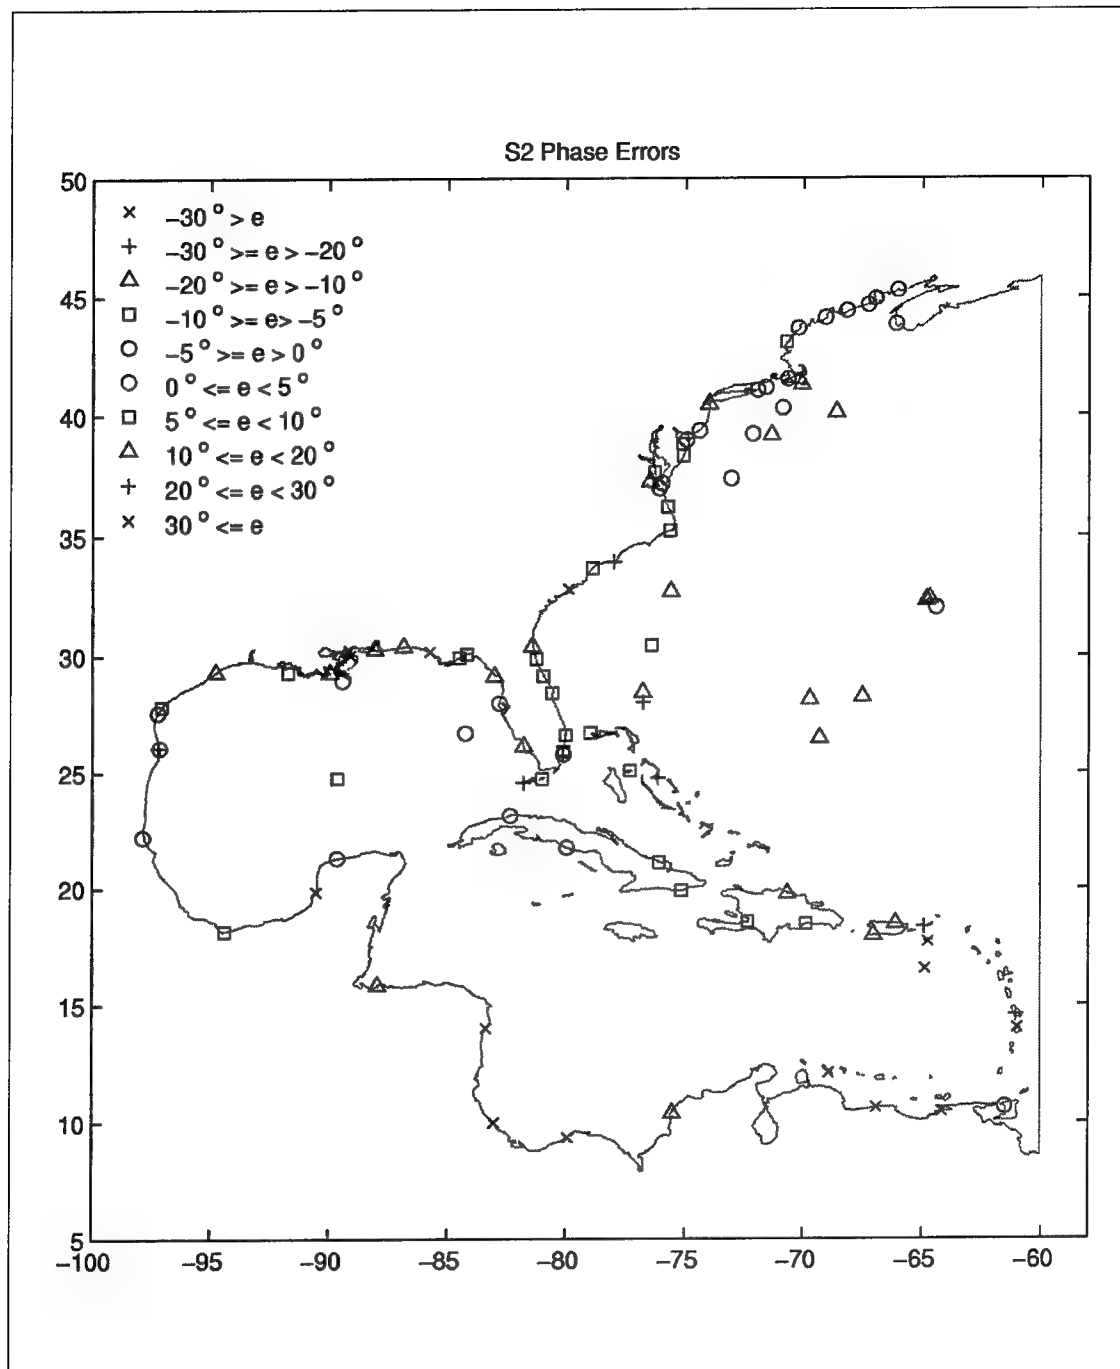 S2 Phase Errors
50
45
40
35
30
25
20
15
10
5
−30° > e
−30° >= e > −20°
−20° >= e > −10°
−10° >= e> −5°
−5° >= e > 0°
0° <= e < 5°
5° <= e < 10°
10° <= e < 20°
20° <= e < 30°
30° <= e
−100 −95 −90 −85 −80 −75 −70 −65 −60